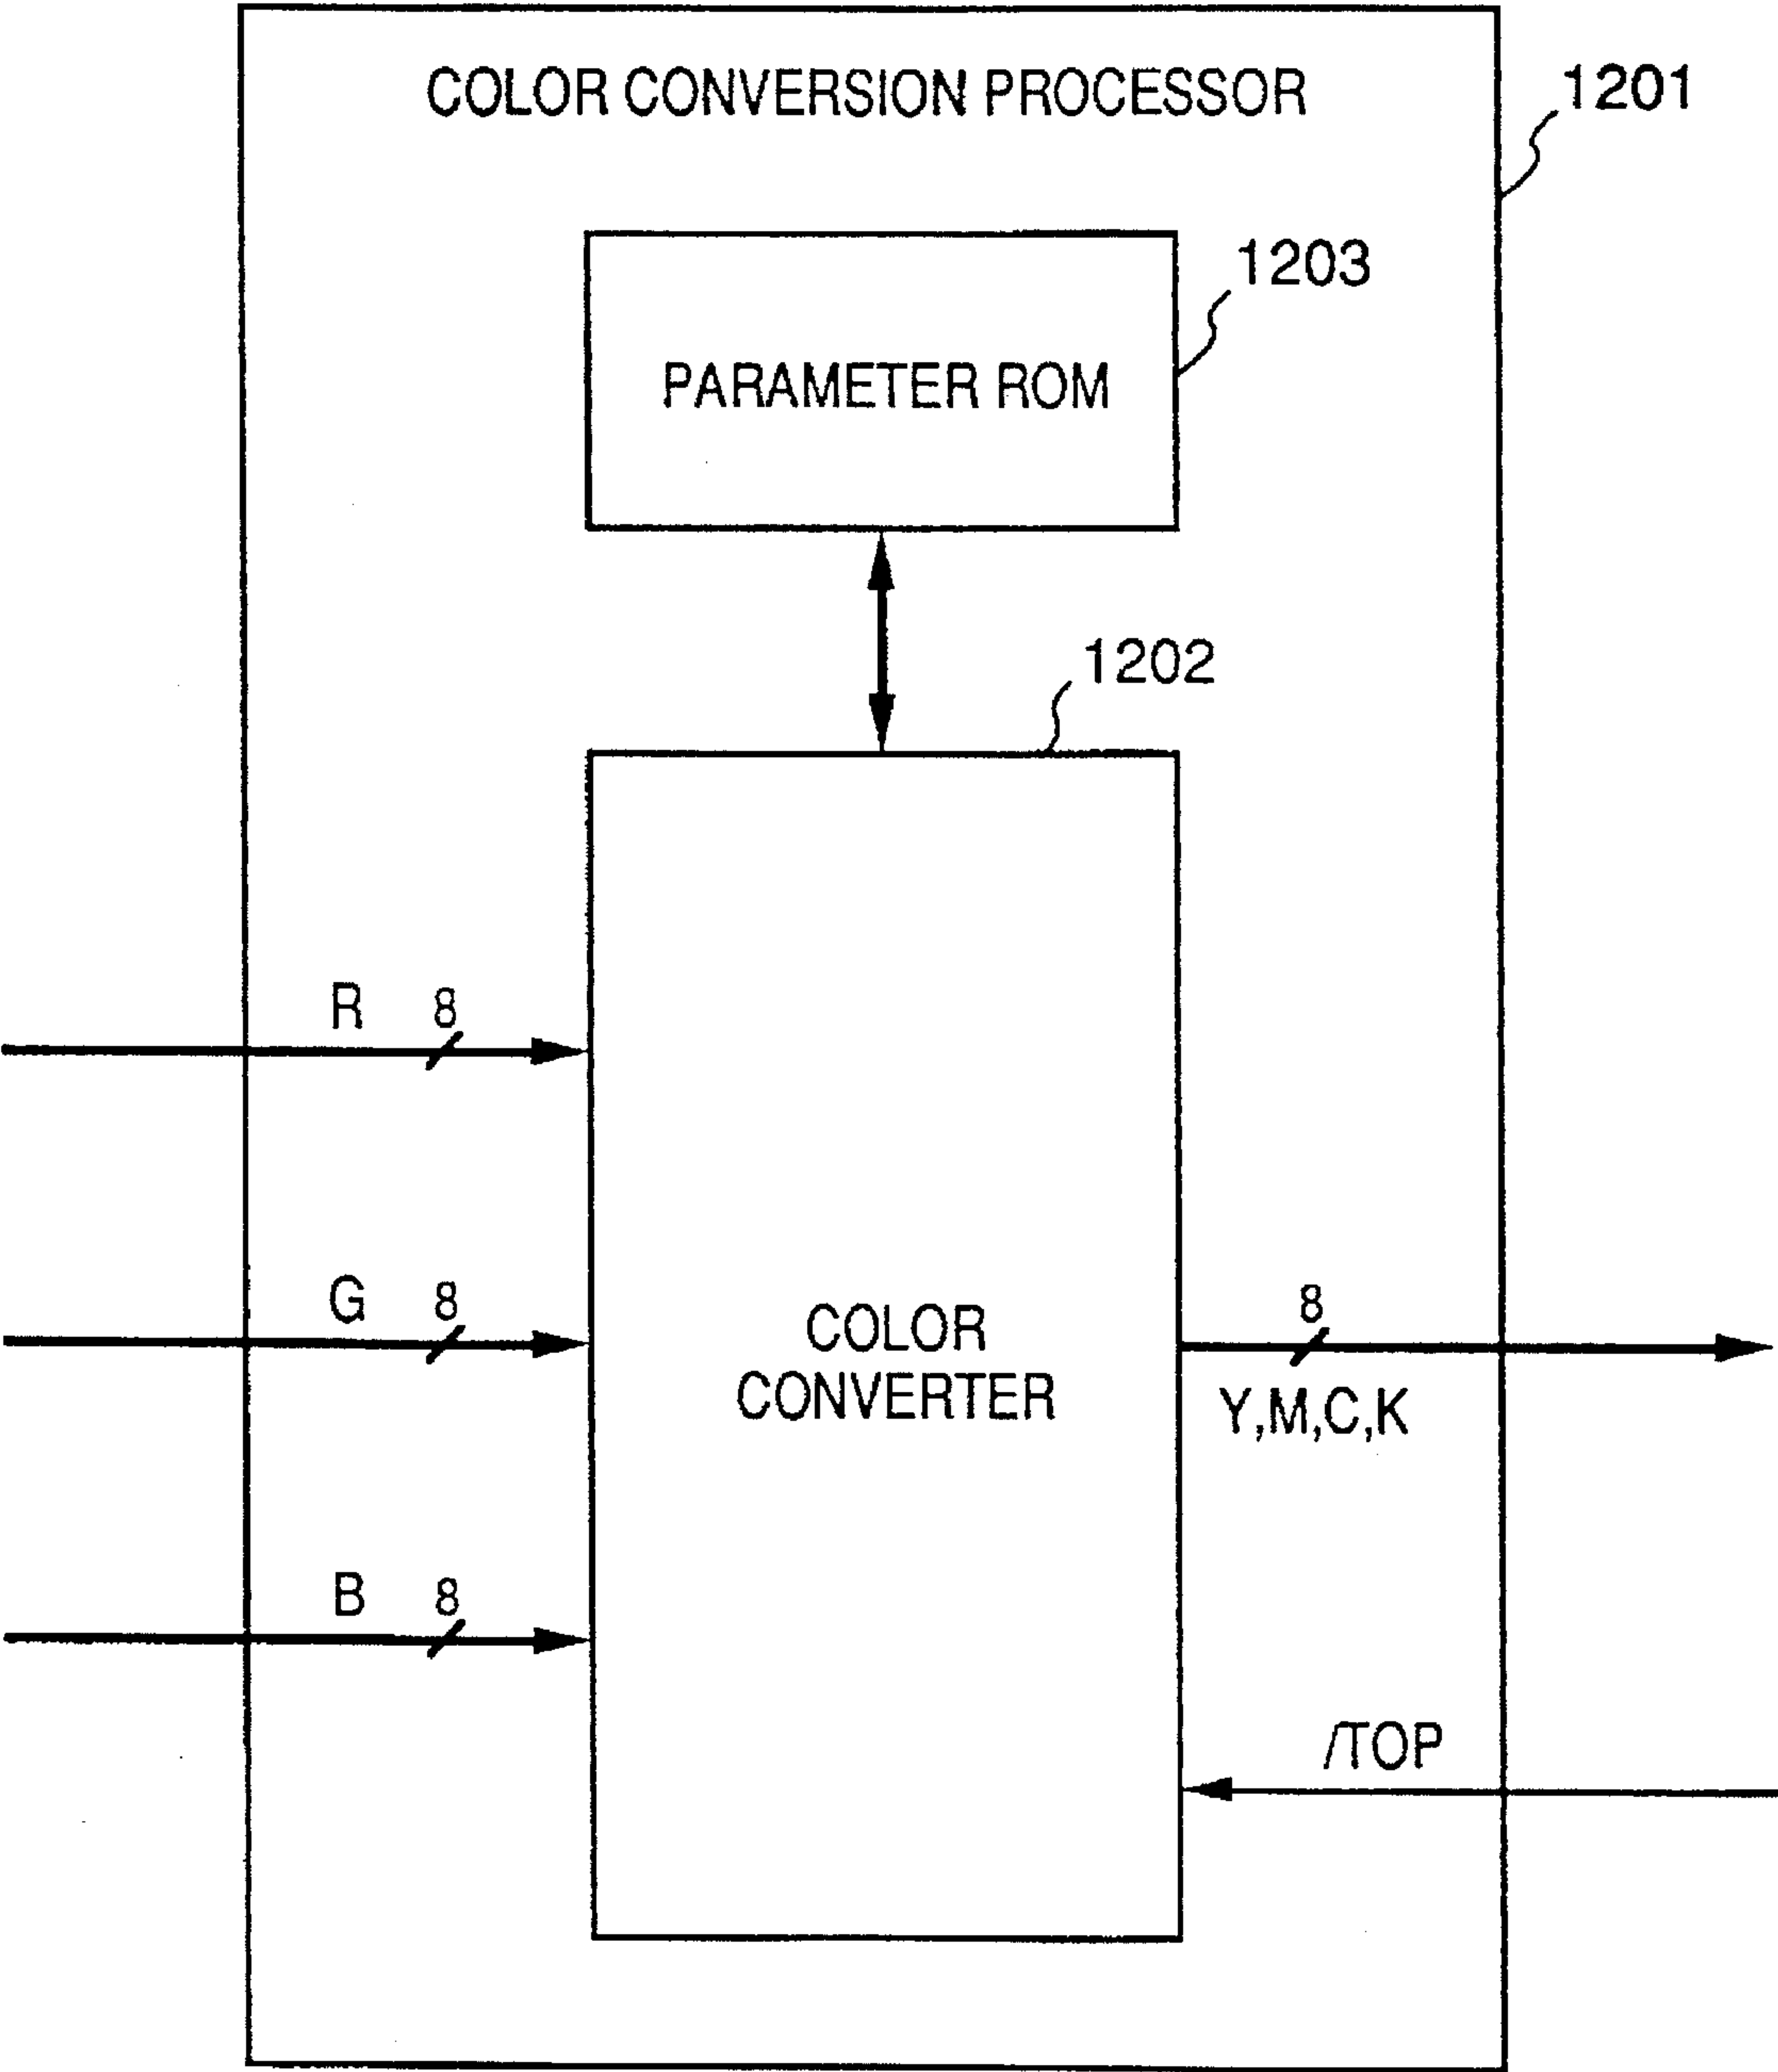 COLOR CONVERSION PROCESSOR
1201
1203
PARAMETER ROM
1202
R 8
G 8
8
COLOR
CONVERTER
Y,M,C,K
B 8
/TOP